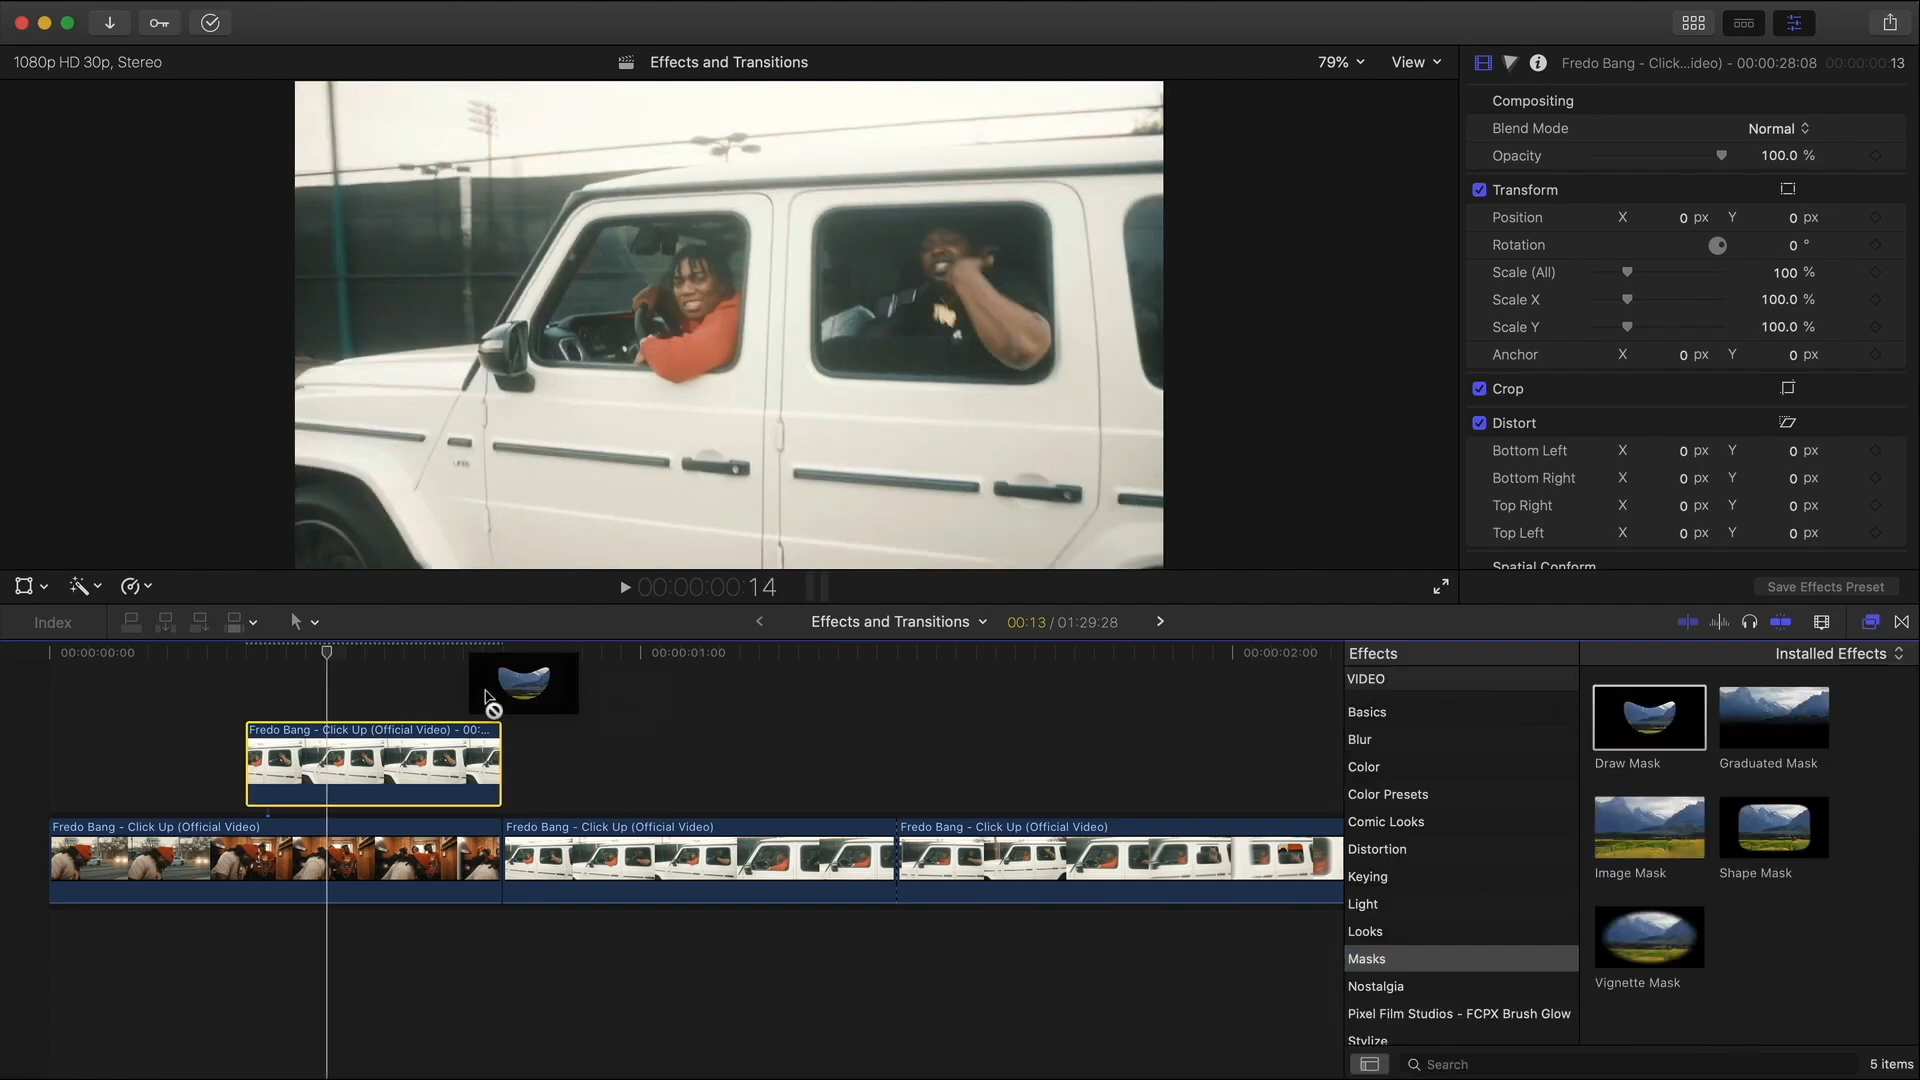 1080p HD 30p, Stereo
Effects and Transitions
79%
View
Fredo Bang - Click...ideo) - 00:00:28:08
00:00:00:13
Compositing
Blend Mode Normal
Opacity 100.0 %
Transform
Position X 0 px Y 0 px
Rotation 0 °
Scale (All) 100 %
Scale X 100.0 %
Scale Y 100.0 %
Anchor X 0 px Y 0 px
Crop
Distort
Bottom Left X 0 px Y 0 px
Bottom Right X 0 px Y 0 px
Top Right X 0 px Y 0 px
Top Left X 0 px Y 0 px
Spatial Conform
V8
00:00:00:14
Save Effects Preset
Index
Effects and Transitions
00:13 / 01:29:28
00:00:00:00
00:00:01:00
00:00:02:00
Fredo Bang - Click Up (Official Video) - 00:...
Fredo Bang - Click Up (Official Video)
Fredo Bang - Click Up (Official Video)
Fredo Bang - Click Up (Official Video)
Effects
Installed Effects
VIDEO
Basics
Blur
Color
Color Presets
Comic Looks
Distortion
Keying
Light
Looks
Masks
Nostalgia
Pixel Film Studios - FCPX Brush Glow
Stylize
Draw Mask
Graduated Mask
Image Mask
Shape Mask
Vignette Mask
Search
5 items